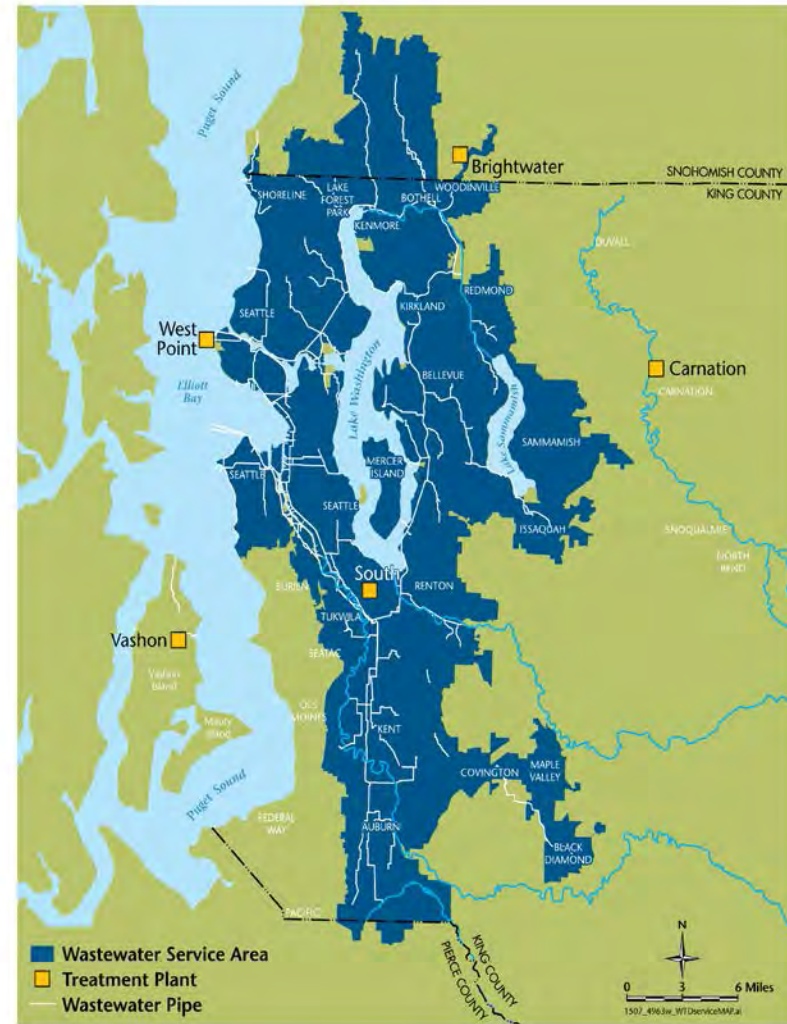 Puget Sound
Brightwater
SNOHOMISH COUNTY
KING COUNTY
WOODINVILLE
SHORELINE
LAKE
FOREST
PARK
BOTHELL
KENMORE
DUVALL
REDMOND
KIRKLAND
SEATTLE
West
Point
Elliott
Bay
Lake Washington
BELLEVUE
Lake Sammamish
Carnation
CARNATION
SAMMAMISH
MERCER
ISLAND
SEATTLE
SEATTLE
ISSAQUAH
SNOQUALMIE
NORTH
BEND
South
BURIEN
RENTON
TUKWILA
Vashon
SEATAC
Vashon
Island
DES
MOINES
Maury
Island
KENT
COVINGTON
MAPLE
VALLEY
Puget Sound
FEDERAL
WAY
AUBURN
BLACK
DIAMOND
PACIFIC
KING COUNTY
PIERCE COUNTY
Wastewater Service Area
Treatment Plant
Wastewater Pipe
N
0 3 6 Miles
1507_4963w_WTDserviceMAP.ai